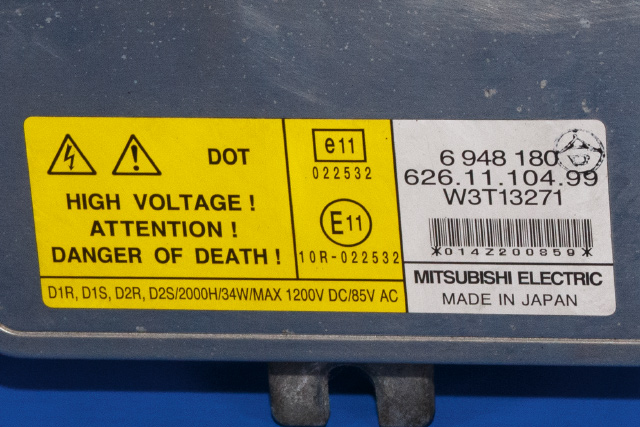 DOT
HIGH VOLTAGE !
ATTENTION !
DANGER OF DEATH !
e11
022532
E11
10R-022532
D1R, D1S, D2R, D2S/2000H/34W/MAX 1200V DC/85V AC
6 948 180
626.11.104.99
W3T13271
*014Z200859*
MITSUBISHI ELECTRIC
MADE IN JAPAN